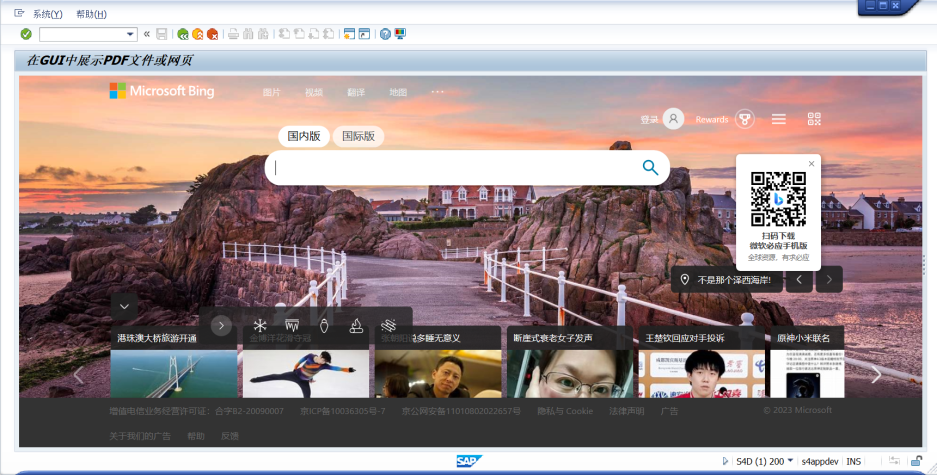 系统(Y) 帮助(H)
在GUI中展示PDF文件或网页
Microsoft Bing 图片 视频 翻译 地图 ...
登录 Rewards
国内版 国际版
扫码下载
微软必应手机版
全球资源，有求必应
不是那个泽西海岸!
港珠澳大桥旅游开通 金博洋花滑夺冠 多睡无意义 断崖式衰老女子发声 王楚钦回应对手投诉 原神小米联名
增值电信业务经营许可证：合字B2-20090007 京ICP备10036305号-7 京公网安备11010802022657号 隐私与 Cookie 法律声明 广告 © 2023 Microsoft
关于我们的广告 帮助 反馈
SAP S4D (1) 200 s4appdev INS